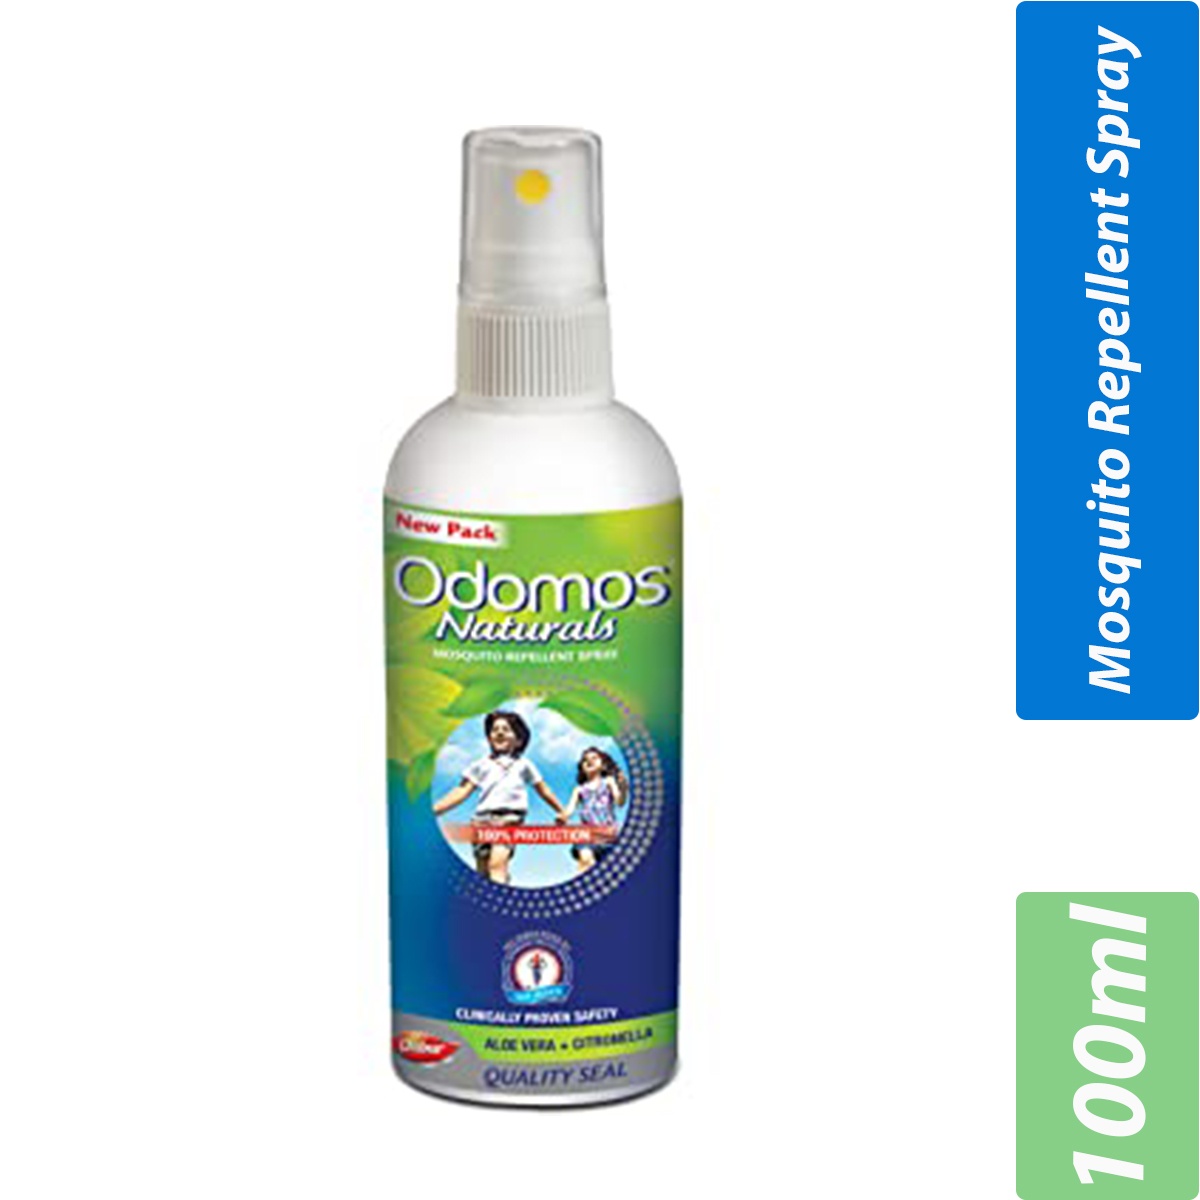 New Pack
Odomos
Naturals
MOSQUITO REPELLENT SPRAY
100% PROTECTION
CLINICALLY PROVEN SAFETY
Dabur
ALOE VERA • CITRONELLA
QUALITY SEAL
Mosquito Repellent Spray
100ml